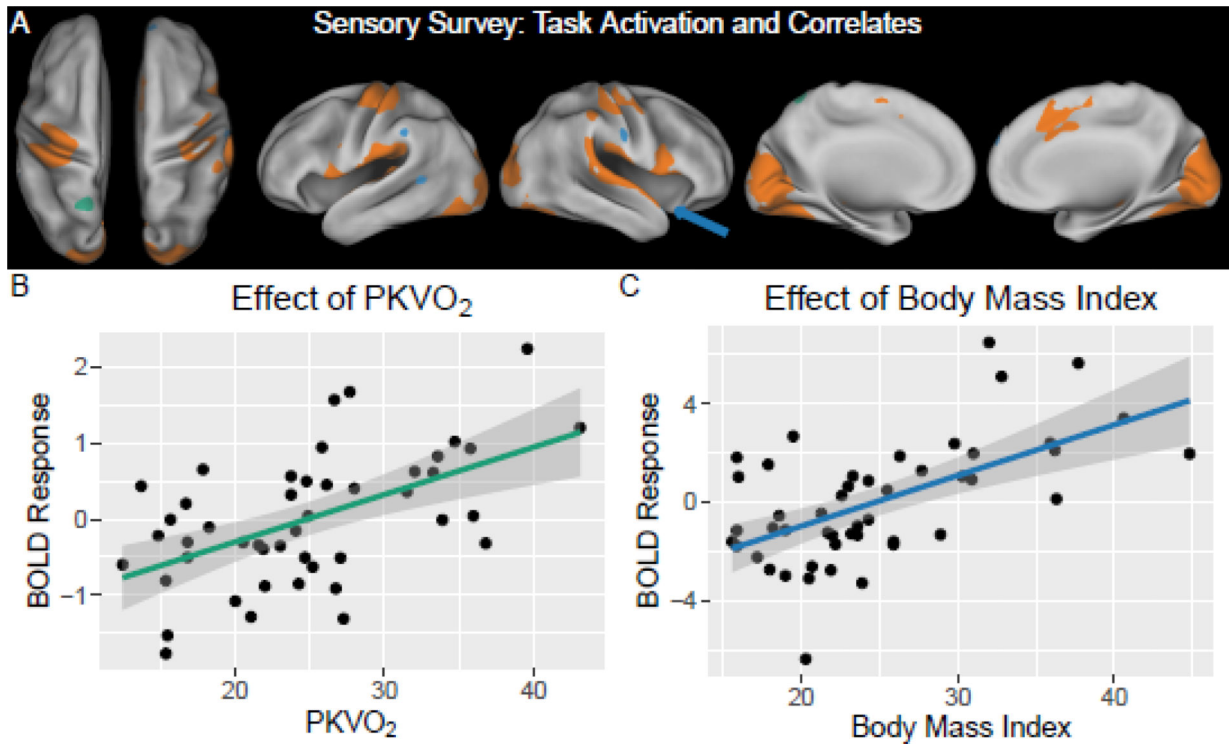 A
Sensory Survey: Task Activation and Correlates
B
Effect of PKVO₂
BOLD Response
2
1
0
−1
20
30
40
PKVO₂
C
Effect of Body Mass Index
BOLD Response
4
0
−4
20
30
40
Body Mass Index